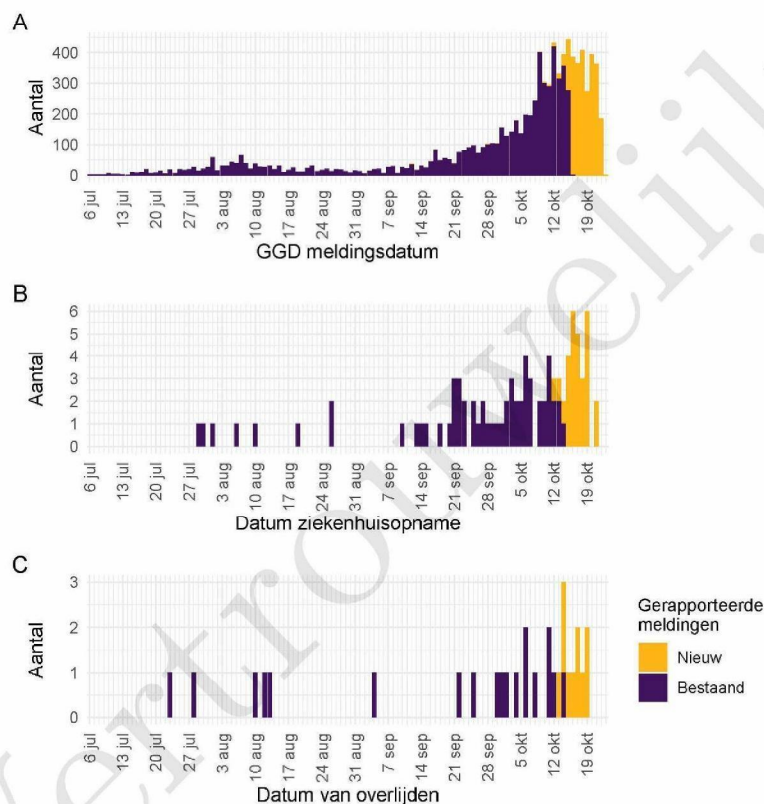 A
Aantal
400
300
200
100
0
6 jul 13 jul 20 jul 27 jul 3 aug 10 aug 17 aug 24 aug 31 aug 7 sep 14 sep 21 sep 28 sep 5 okt 12 okt 19 okt
GGD meldingsdatum
B
Aantal
6
5
4
3
2
1
0
6 jul 13 jul 20 jul 27 jul 3 aug 10 aug 17 aug 24 aug 31 aug 7 sep 14 sep 21 sep 28 sep 5 okt 12 okt 19 okt
Datum ziekenhuisopname
C
Aantal
3
2
1
0
6 jul 13 jul 20 jul 27 jul 3 aug 10 aug 17 aug 24 aug 31 aug 7 sep 14 sep 21 sep 28 sep 5 okt 12 okt 19 okt
Datum van overlijden
Gerapporteerde
meldingen
Nieuw
Bestaand
Vertrouwelijk